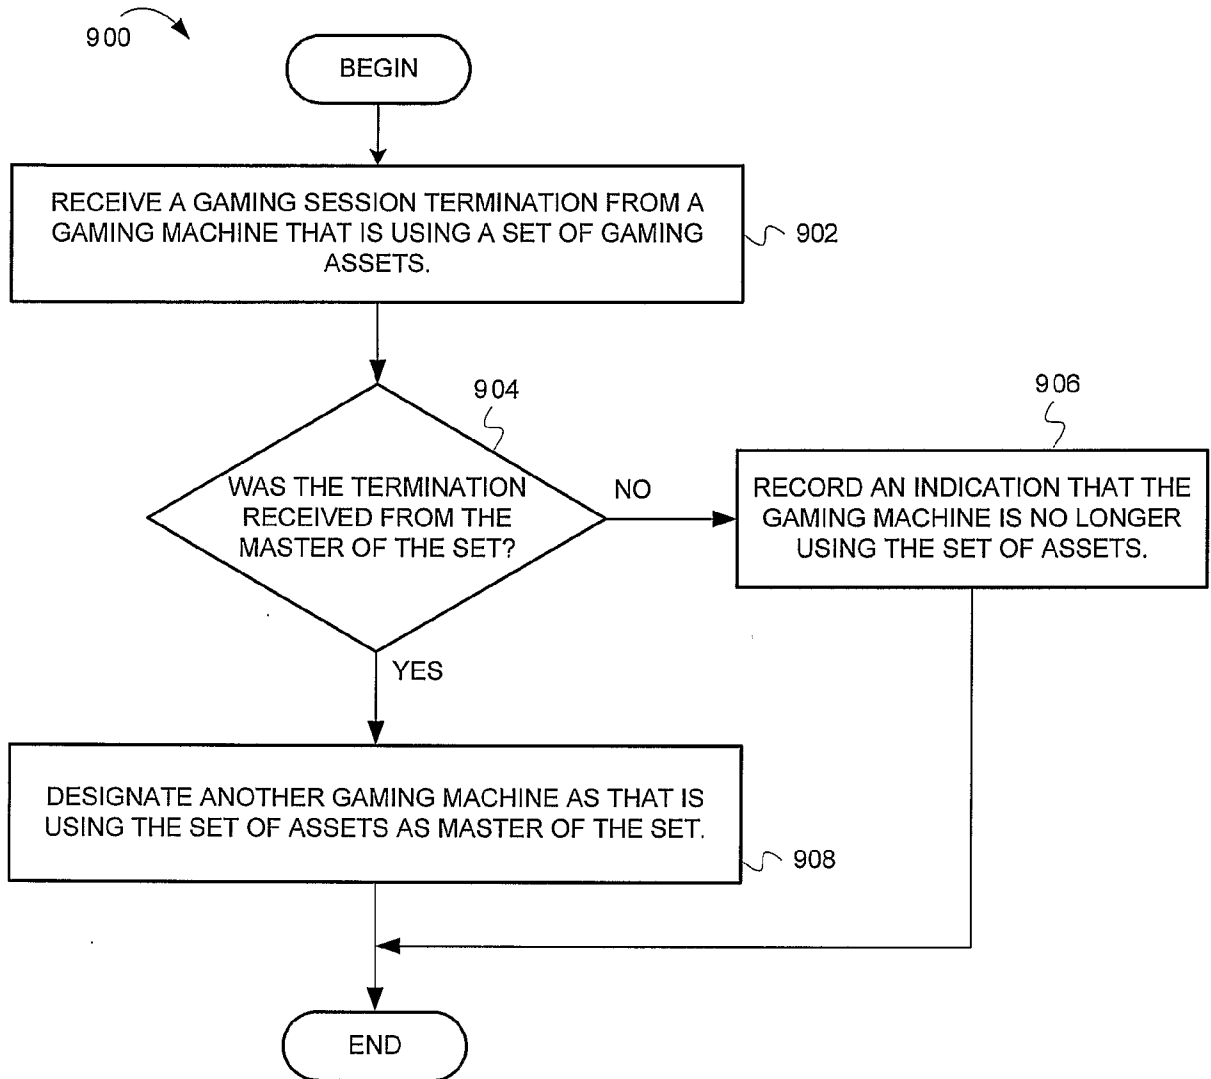 900
BEGIN
RECEIVE A GAMING SESSION TERMINATION FROM A
GAMING MACHINE THAT IS USING A SET OF GAMING
ASSETS.
902
904
WAS THE TERMINATION
RECEIVED FROM THE
MASTER OF THE SET?
NO
906
RECORD AN INDICATION THAT THE
GAMING MACHINE IS NO LONGER
USING THE SET OF ASSETS.
YES
DESIGNATE ANOTHER GAMING MACHINE AS THAT IS
USING THE SET OF ASSETS AS MASTER OF THE SET.
908
END